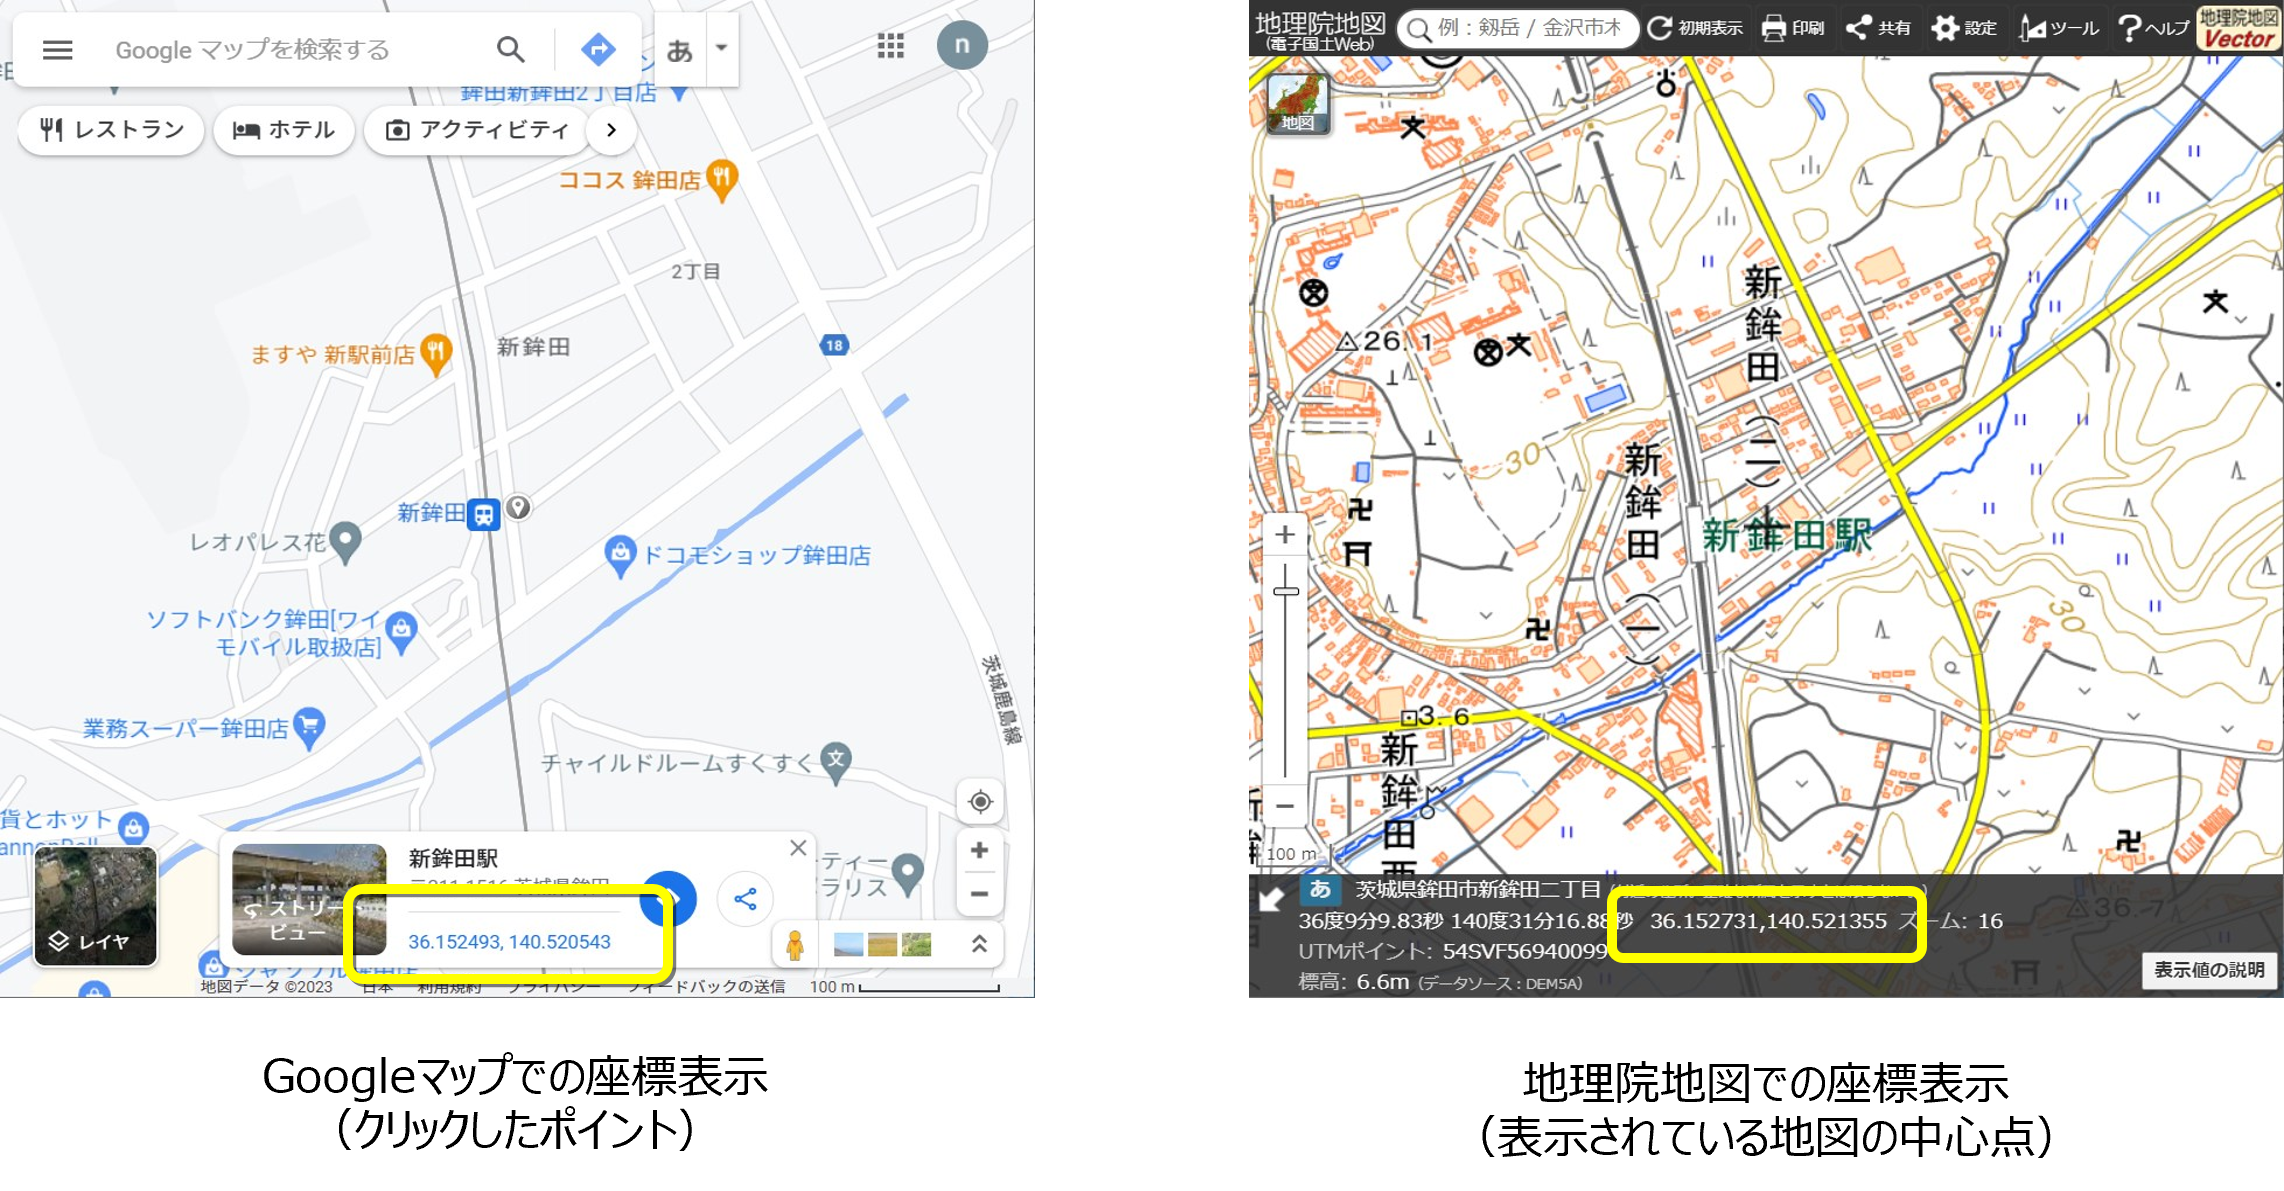 Google マップを検索する
あ
n
鉾田新鉾田2丁目店
レストラン
ホテル
アクティビティ
ココス 鉾田店
2丁目
ますや 新駅前店
新鉾田
18
新鉾田
レオパレス花
ドコモショップ鉾田店
ソフトバンク鉾田[ワイ
モバイル取扱店]
茨城鹿島線
業務スーパー鉾田店
チャイルドルームすくすく
文
貨とホット
レイヤ
ストリー
ビュー
新鉾田駅
36.152493, 140.520543
ティー
ラリス
地図データ ©2023
日本
利用規約
プライバシー
フィードバックの送信
100 m
Googleマップでの座標表示
（クリックしたポイント）
地理院地図
(電子国土Web)
例：剱岳 / 金沢市木
初期表示
印刷
共有
設定
ツール
ヘルプ
地理院地図
Vector
地図
26.1
新鉾田（二）
30
新鉾田（一）
新鉾田駅
30
3.6
新鉾田西
100 m
あ 茨城県鉾田市新鉾田二丁目
36度9分9.83秒 140度31分16.88秒 36.152731,140.521355 ズーム: 16
UTMポイント: 54SVF56940099
標高: 6.6m (データソース：DEM5A)
36.7
表示値の説明
地理院地図での座標表示
（表示されている地図の中心点）